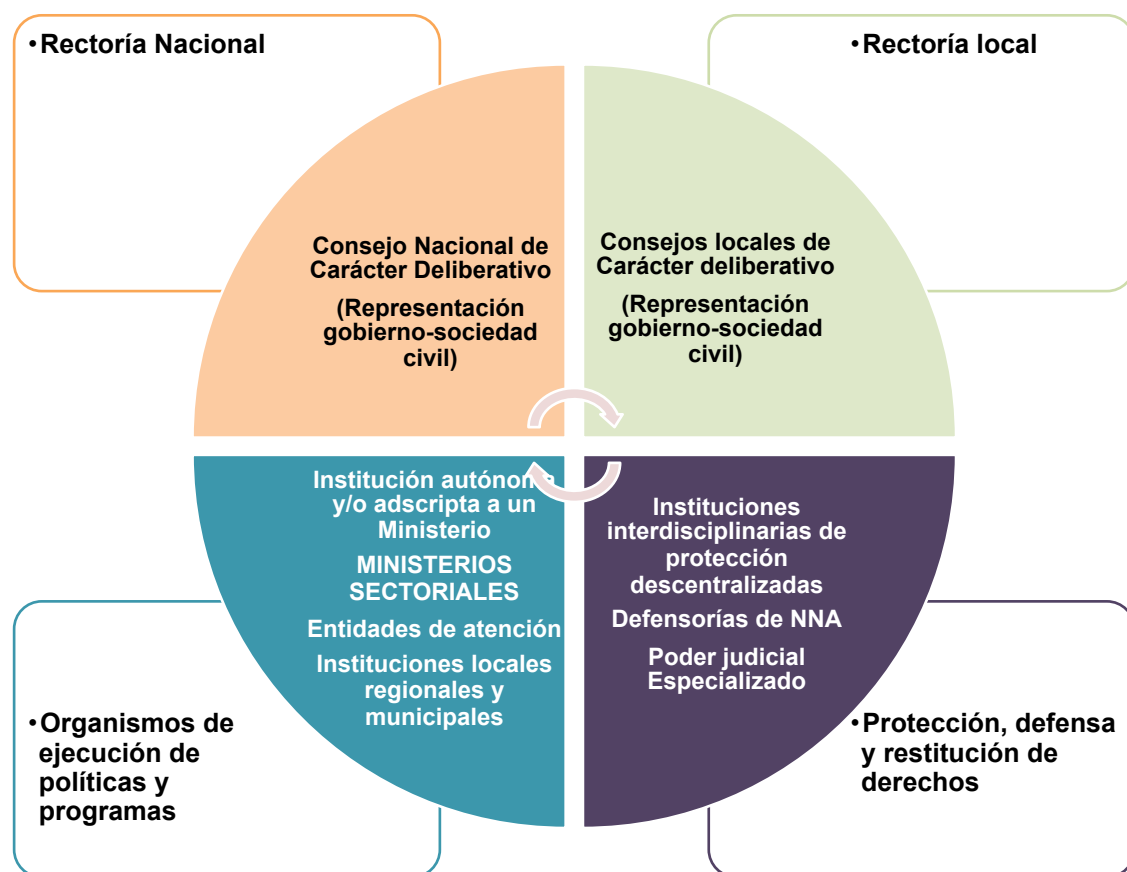 •Rectoría Nacional
•Rectoría local
Consejo Nacional de
Carácter Deliberativo
(Representación
gobierno-sociedad
civil)
Consejos locales de
Carácter deliberativo
(Representación
gobierno-sociedad
civil)
Institución autónoma
y/o adscripta a un
Ministerio
MINISTERIOS
SECTORIALES
Entidades de atención
Instituciones locales
regionales y
municipales
Instituciones
interdisciplinarias de
protección
descentralizadas
Defensorías de NNA
Poder judicial
Especializado
•Organismos de
ejecución de
políticas y
programas
•Protección, defensa
y restitución de
derechos